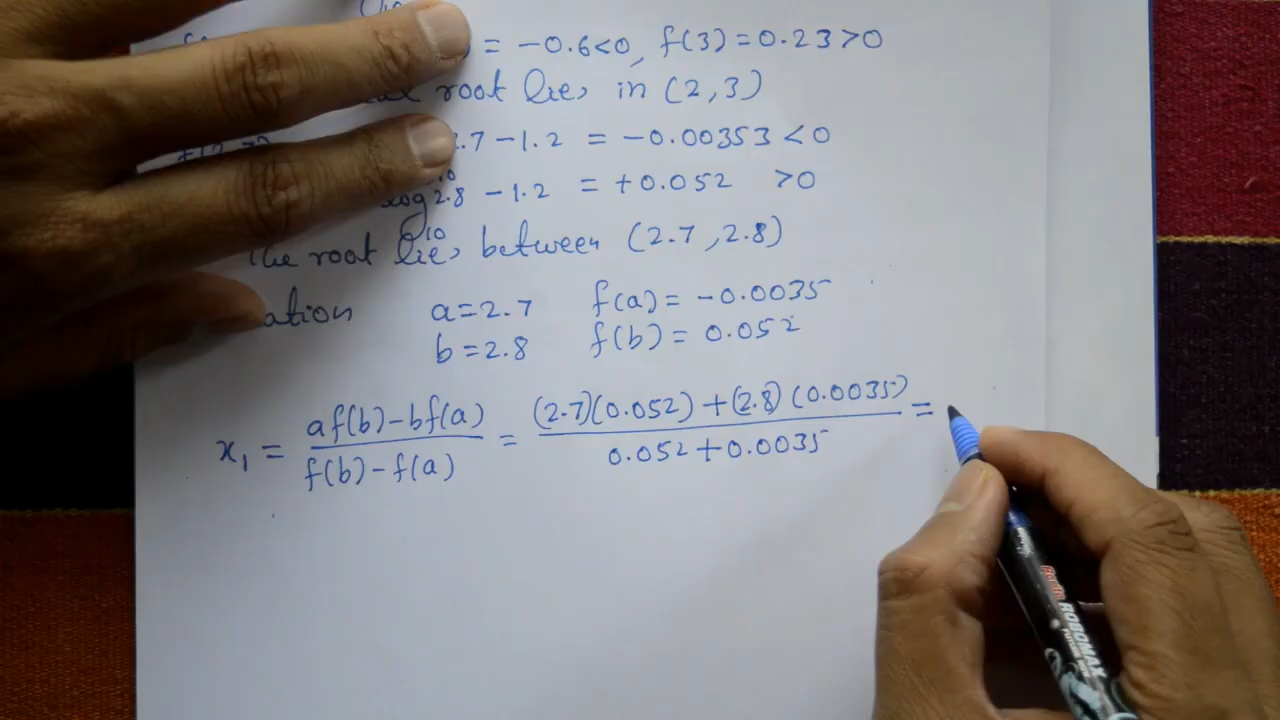 = -0.6<0, f(3)=0.23>0
root lies in (2,3)
.7 -1.2 = -0.00353 <0
log 2.8 10 -1.2 = +0.052 >0
The root lies between (2.7, 2.8)
ation a=2.7 f(a) = -0.0035
b=2.8 f(b) = 0.052
x₁ = af(b)-bf(a) / f(b)-f(a) = (2.7)(0.052)+(2.8)(0.0035) / 0.052+0.0035 =
ROBOMAX